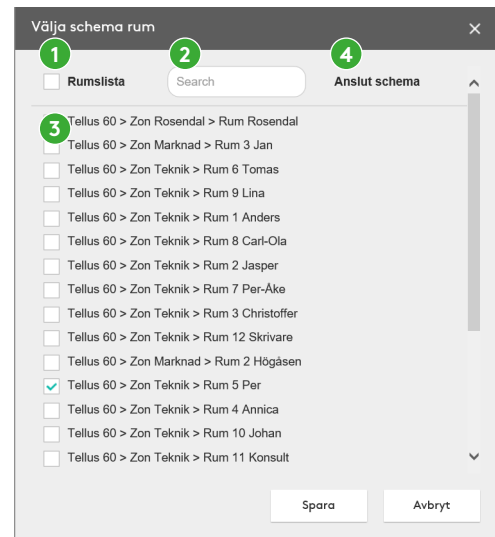 Välja schema rum
1 2 4
Rumslista Search Anslut schema
3 Tellus 60 > Zon Rosendal > Rum Rosendal
Tellus 60 > Zon Marknad > Rum 3 Jan
Tellus 60 > Zon Teknik > Rum 6 Tomas
Tellus 60 > Zon Teknik > Rum 9 Lina
Tellus 60 > Zon Teknik > Rum 1 Anders
Tellus 60 > Zon Teknik > Rum 8 Carl-Ola
Tellus 60 > Zon Teknik > Rum 2 Jasper
Tellus 60 > Zon Teknik > Rum 7 Per-Åke
Tellus 60 > Zon Teknik > Rum 3 Christoffer
Tellus 60 > Zon Teknik > Rum 12 Skrivare
Tellus 60 > Zon Marknad > Rum 2 Högåsen
Tellus 60 > Zon Teknik > Rum 5 Per
Tellus 60 > Zon Teknik > Rum 4 Annica
Tellus 60 > Zon Teknik > Rum 10 Johan
Tellus 60 > Zon Teknik > Rum 11 Konsult
Spara Avbryt